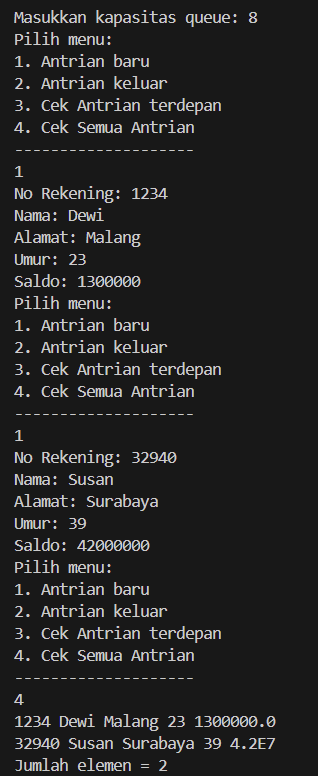 Masukkan kapasitas queue: 8
Pilih menu:
1. Antrian baru
2. Antrian keluar
3. Cek Antrian terdepan
4. Cek Semua Antrian
--------------------
1
No Rekening: 1234
Nama: Dewi
Alamat: Malang
Umur: 23
Saldo: 1300000
Pilih menu:
1. Antrian baru
2. Antrian keluar
3. Cek Antrian terdepan
4. Cek Semua Antrian
--------------------
1
No Rekening: 32940
Nama: Susan
Alamat: Surabaya
Umur: 39
Saldo: 42000000
Pilih menu:
1. Antrian baru
2. Antrian keluar
3. Cek Antrian terdepan
4. Cek Semua Antrian
--------------------
4
1234 Dewi Malang 23 1300000.0
32940 Susan Surabaya 39 4.2E7
Jumlah elemen = 2